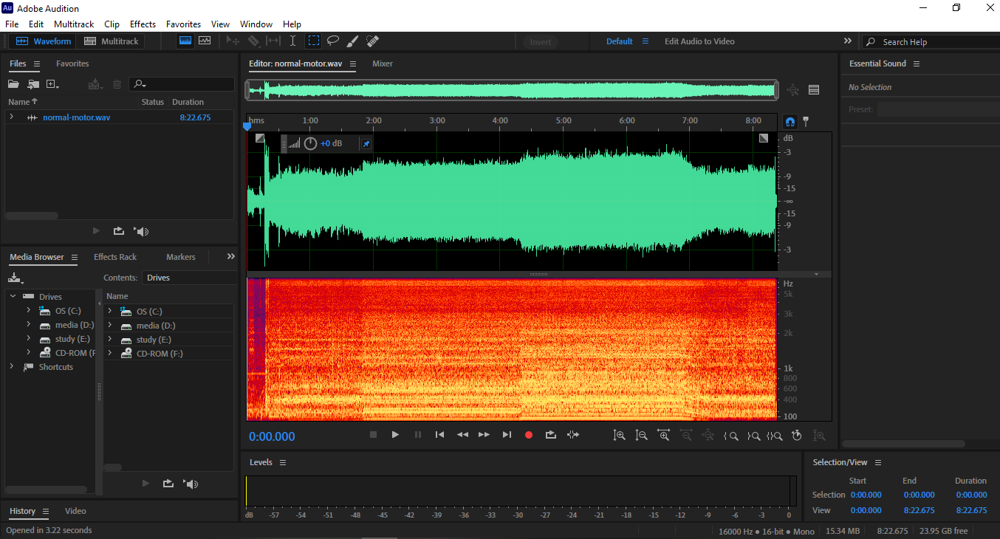 Au Adobe Audition
File Edit Multitrack Clip Effects Favorites View Window Help
Waveform Multitrack Invert Default Edit Audio to Video Search Help
Files Favorites
Name Status Duration
normal-motor.wav 8:22.675
Media Browser Effects Rack Markers
Contents: Drives
Drives
OS (C:)
media (D:)
study (E:)
CD-ROM (F
Shortcuts
Name
OS (C:)
media (D:)
study (E:)
CD-ROM (F:)
History Video
Opened in 3.22 seconds
Editor: normal-motor.wav Mixer
hms 1:00 2:00 3:00 4:00 5:00 6:00 7:00 8:00
+0 dB
dB
-3
-9
-15
-∞
-15
-9
-3
Hz
5k
3k
2k
1k
800
600
400
100
0:00.000
Levels
dB -57 -54 -51 -48 -45 -42 -39 -36 -33 -30 -27 -24 -21 -18 -15 -12 -9 -6 -3 0
Essential Sound
No Selection
Preset:
Selection/View
Start End Duration
Selection 0:00.000 0:00.000 0:00.000
View 0:00.000 8:22.675 8:22.675
16000 Hz ● 16-bit ● Mono 15.34 MB 8:22.675 23.95 GB free